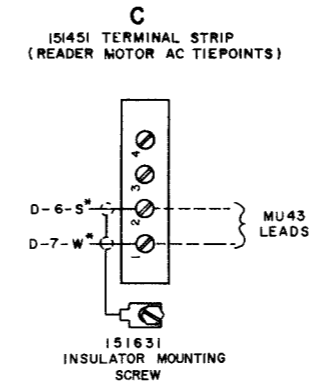 C
151451 TERMINAL STRIP
(READER MOTOR AC TIEPOINTS)
4
3
D-6-S*
2
MU43
LEADS
D-7-W*
1
151631
INSULATOR MOUNTING
SCREW